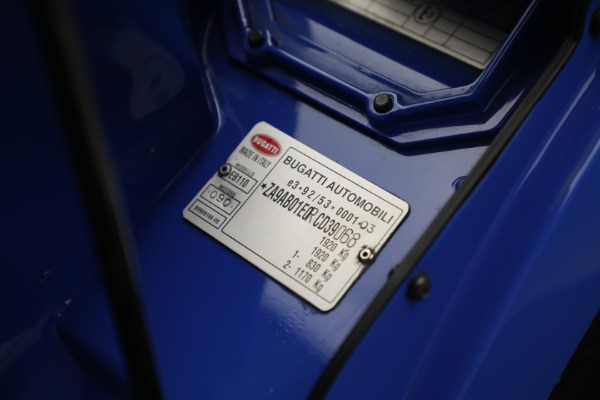 BUGATTI
MADE IN ITALY
MODELLO
EB110
MOTORE
090
BUGATTI AUTOMOBILI
e3-92/53-0001-03
*ZA9AB01E0RCD39068
1920 Kg
1920 Kg
1- 830 Kg
2- 1170 Kg